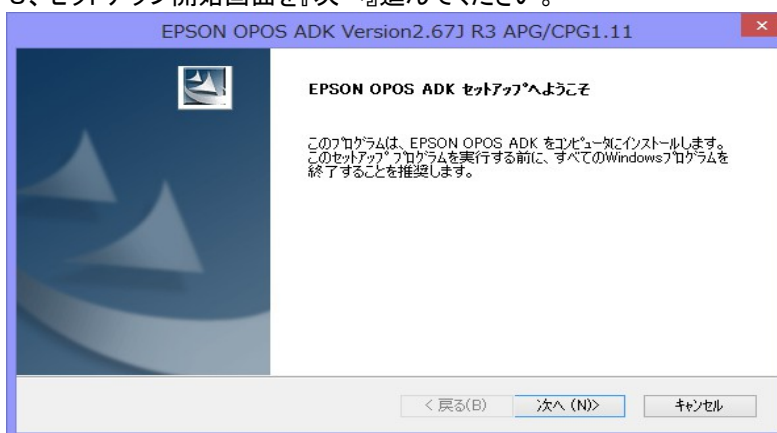 EPSON OPOS ADK Version2.67J R3 APG/CPG1.11
EPSON OPOS ADK ｾｯﾄｱｯﾌﾟへようこそ
このﾌﾟﾛｸﾞﾗﾑは、EPSON OPOS ADK をｺﾝﾋﾟｭｰﾀにｲﾝｽﾄｰﾙします。
このｾｯﾄｱｯﾌﾟ ﾌﾟﾛｸﾞﾗﾑを実行する前に、すべてのWindowsﾌﾟﾛｸﾞﾗﾑを
終了することを推奨します。
< 戻る(B)
次へ (N)>
ｷｬﾝｾﾙ